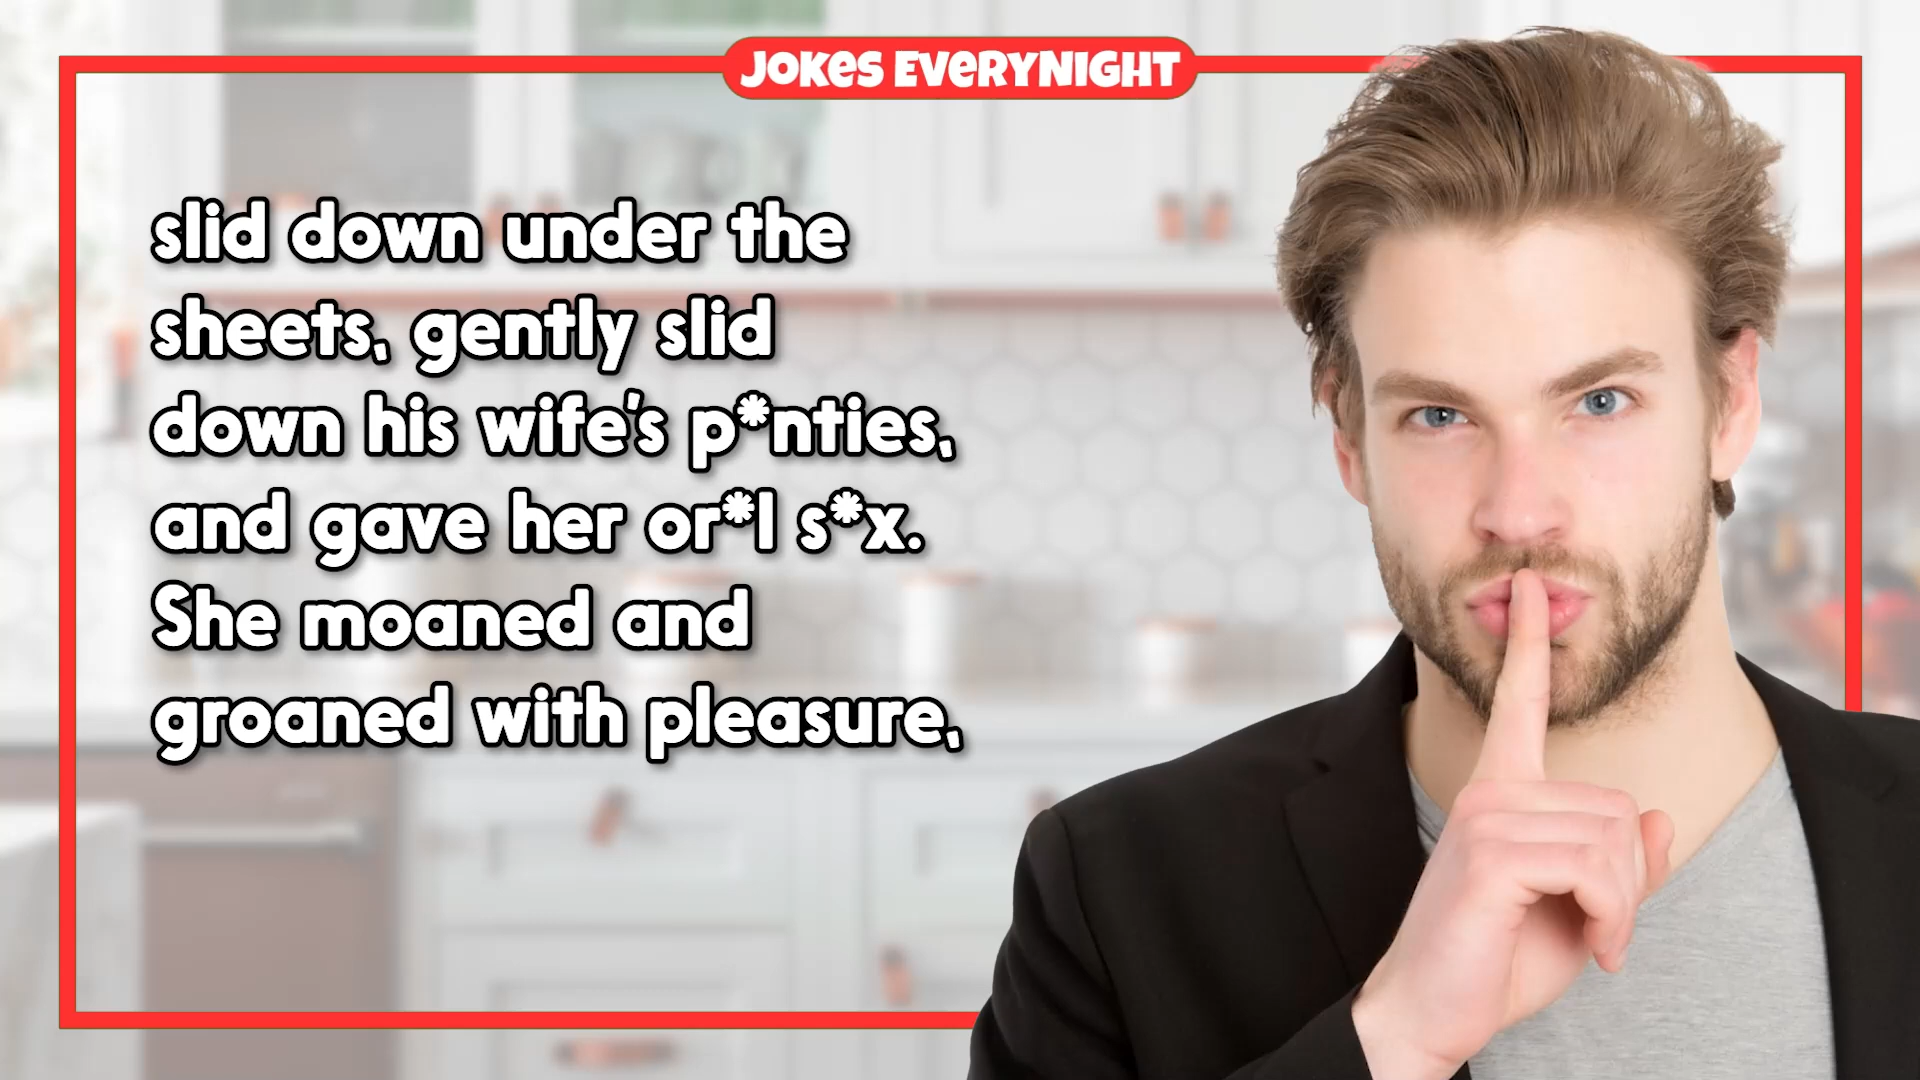 JOKES EVERYNIGHT
slid down under the
sheets, gently slid
down his wife's p*nties,
and gave her or*l s*x.
She moaned and
groaned with pleasure,